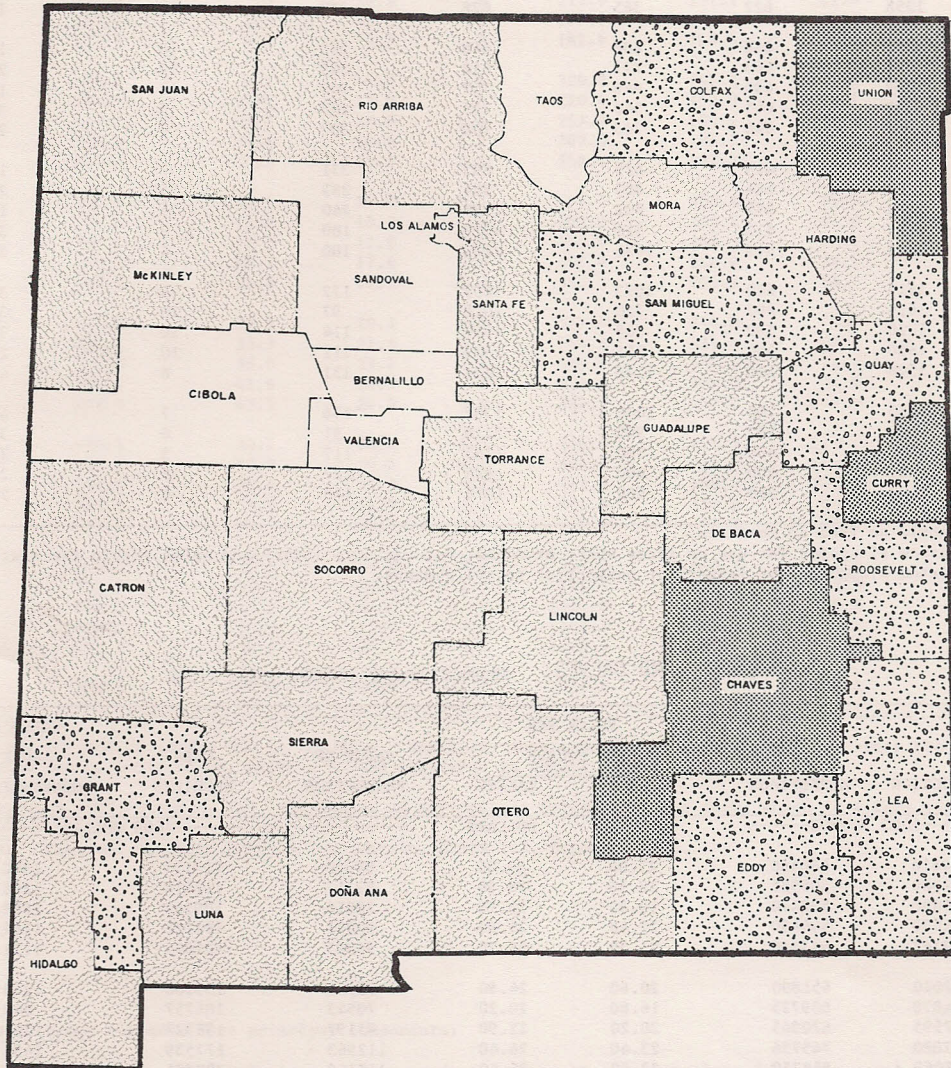 SAN JUAN
RIO ARRIBA
TAOS
COLFAX
UNION
MORA
HARDING
LOS ALAMOS
McKINLEY
SANDOVAL
SANTA FE
SAN MIGUEL
QUAY
CIBOLA
BERNALILLO
VALENCIA
TORRANCE
GUADALUPE
CURRY
DE BACA
ROOSEVELT
CATRON
SOCORRO
LINCOLN
CHAVES
SIERRA
GRANT
OTERO
LEA
EDDY
LUNA
DOÑA ANA
HIDALGO